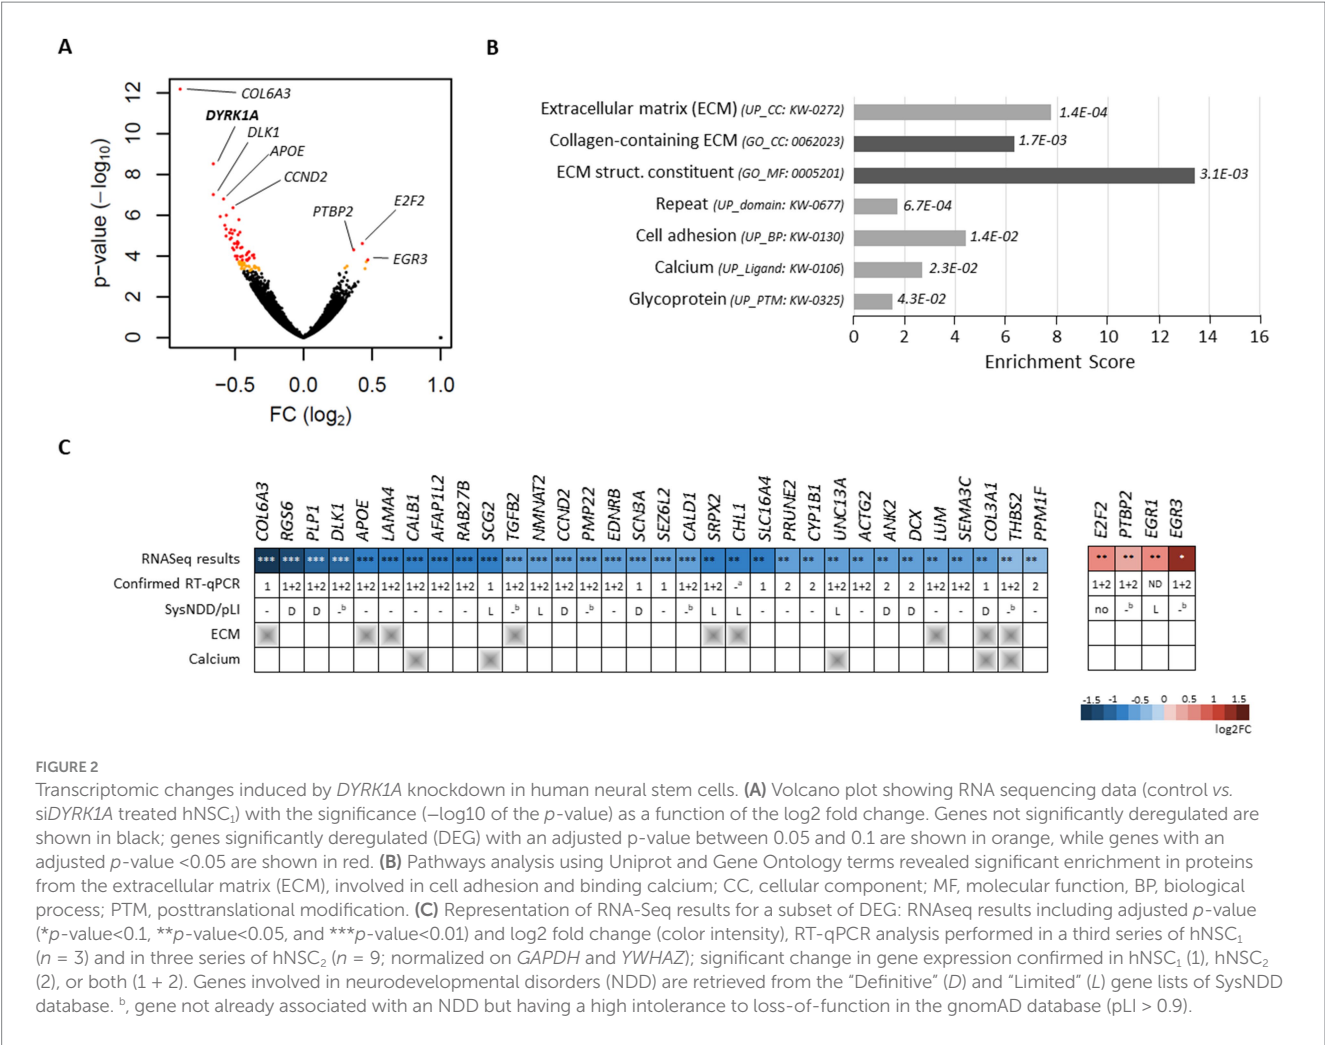 A
p-value (−log10)
12
10
8
6
4
2
0
COL6A3
DYRK1A
DLK1
APOE
CCND2
PTBP2
E2F2
EGR3
−0.5 0.0 0.5 1.0
FC (log2)
B
Extracellular matrix (ECM) (UP_CC: KW-0272) 1.4E-04
Collagen-containing ECM (GO_CC: 0062023) 1.7E-03
ECM struct. constituent (GO_MF: 0005201) 3.1E-03
Repeat (UP_domain: KW-0677) 6.7E-04
Cell adhesion (UP_BP: KW-0130) 1.4E-02
Calcium (UP_Ligand: KW-0106) 2.3E-02
Glycoprotein (UP_PTM: KW-0325) 4.3E-02
0 2 4 6 8 10 12 14 16
Enrichment Score
C
COL6A3 RGS6 PLP1 DLK1 APOE LAMA4 CALB1 AFAP1L2 RAB27B SCG2 TGFB2 NMNAT2 CCND2 PMP22 EDNRB SCN3A SEZ6L2 CALD1 SRPX2 CHL1 SLC16A4 PRUNE2 CYP1B1 UNC13A ACTG2 ANK2 DCX LUM SEMA3C COL3A1 THBS2 PPM1F E2F2 PTBP2 EGR1 EGR3
RNASeq results *** *** *** *** *** *** *** *** *** *** *** *** *** *** *** *** *** *** ** ** ** ** ** ** ** ** ** ** ** ** ** ** ** ** ** *
Confirmed RT-qPCR 1 1+2 1+2 1+2 1+2 1+2 1+2 1+2 1+2 1 1+2 1+2 1+2 1+2 1+2 1 1 1+2 1+2 -a 1 2 2 1+2 1+2 2 2 1+2 1+2 1 1+2 2 1+2 1+2 ND 1+2
SysNDD/pLI - D D -b - - - - - L -b L D -b - D - -b L L - - - L - D D - - D -b - no -b L -b
ECM
Calcium
-1.5 -1 -0.5 0 0.5 1 1.5
log2FC
FIGURE 2
Transcriptomic changes induced by DYRK1A knockdown in human neural stem cells. (A) Volcano plot showing RNA sequencing data (control vs.
siDYRK1A treated hNSC1) with the significance (−log10 of the p-value) as a function of the log2 fold change. Genes not significantly deregulated are
shown in black; genes significantly deregulated (DEG) with an adjusted p-value between 0.05 and 0.1 are shown in orange, while genes with an
adjusted p-value <0.05 are shown in red. (B) Pathways analysis using Uniprot and Gene Ontology terms revealed significant enrichment in proteins
from the extracellular matrix (ECM), involved in cell adhesion and binding calcium; CC, cellular component; MF, molecular function, BP, biological
process; PTM, posttranslational modification. (C) Representation of RNA-Seq results for a subset of DEG: RNAseq results including adjusted p-value
(*p-value<0.1, **p-value<0.05, and ***p-value<0.01) and log2 fold change (color intensity), RT-qPCR analysis performed in a third series of hNSC1
(n = 3) and in three series of hNSC2 (n = 9; normalized on GAPDH and YWHAZ); significant change in gene expression confirmed in hNSC1 (1), hNSC2
(2), or both (1 + 2). Genes involved in neurodevelopmental disorders (NDD) are retrieved from the “Definitive” (D) and “Limited” (L) gene lists of SysNDD
database. b, gene not already associated with an NDD but having a high intolerance to loss-of-function in the gnomAD database (pLI > 0.9).